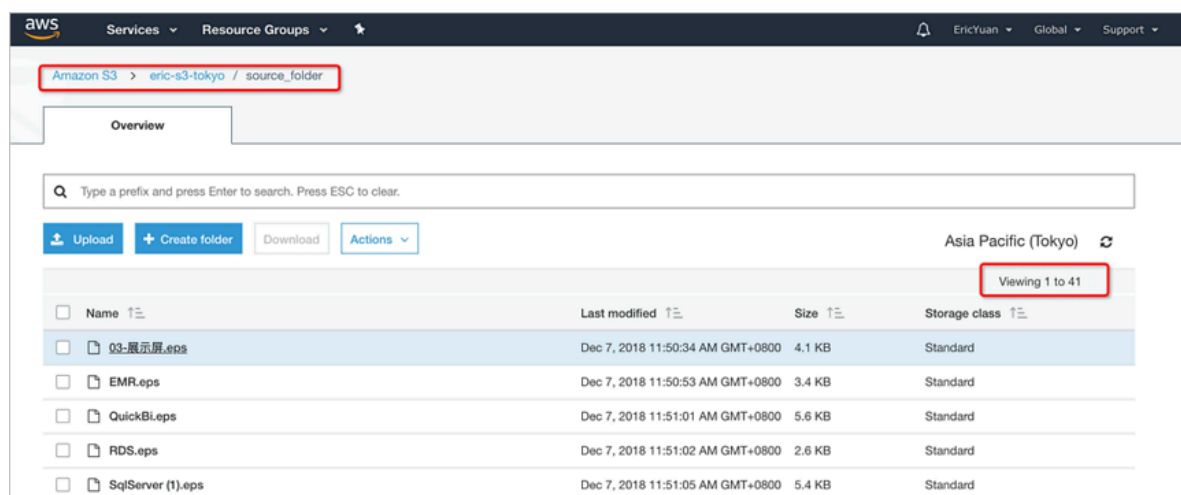 aws Services Resource Groups EricYuan Global Support
Amazon S3 > eric-s3-tokyo / source_folder
Overview
Type a prefix and press Enter to search. Press ESC to clear.
Upload + Create folder Download Actions Asia Pacific (Tokyo)
Viewing 1 to 41
Name Last modified Size Storage class
03-展示屏.eps Dec 7, 2018 11:50:34 AM GMT+0800 4.1 KB Standard
EMR.eps Dec 7, 2018 11:50:53 AM GMT+0800 3.4 KB Standard
QuickBi.eps Dec 7, 2018 11:51:01 AM GMT+0800 5.6 KB Standard
RDS.eps Dec 7, 2018 11:51:02 AM GMT+0800 2.6 KB Standard
SqlServer (1).eps Dec 7, 2018 11:51:05 AM GMT+0800 5.4 KB Standard